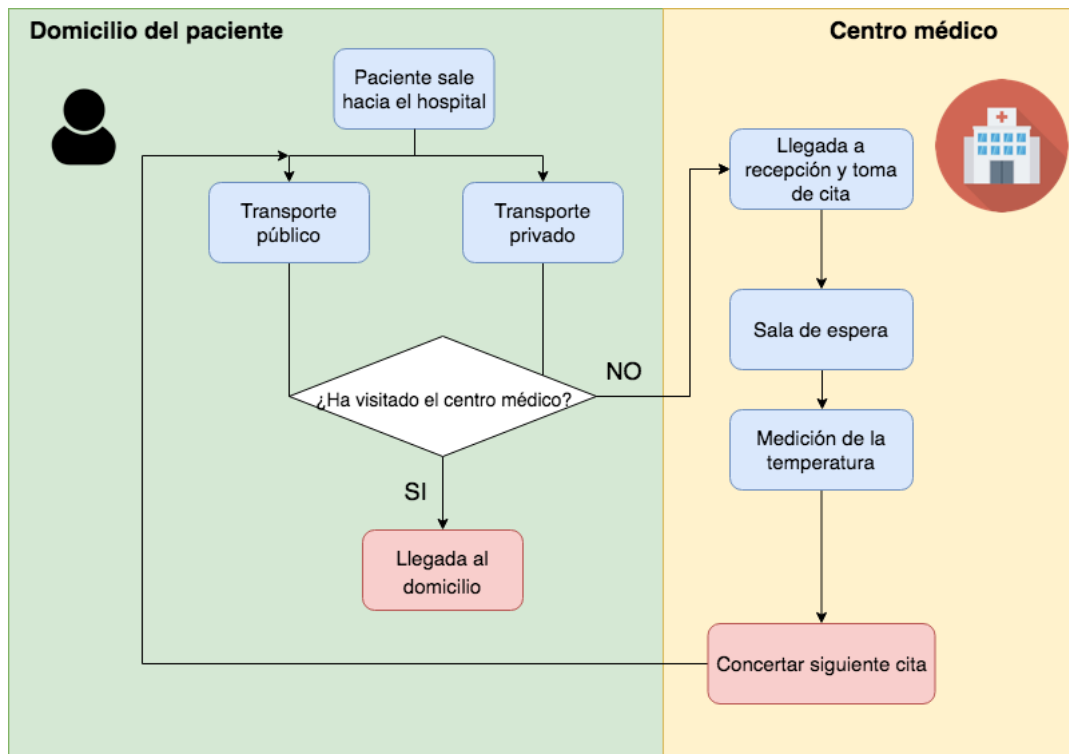 Domicilio del paciente
Centro médico
Paciente sale
hacia el hospital
Transporte
público
Transporte
privado
Llegada a
recepción y toma
de cita
Sala de espera
¿Ha visitado el centro médico?
NO
Medición de la
temperatura
SI
Llegada al
domicilio
Concertar siguiente cita